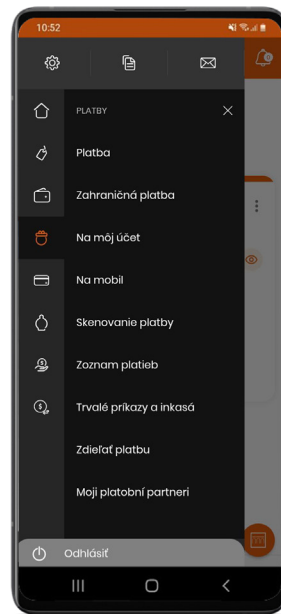 10:52
PLATBY
Platba
Zahraničná platba
Na môj účet
Na mobil
Skenovanie platby
Zoznam platieb
Trvalé príkazy a inkasá
Zdieľať platbu
Moji platobní partneri
Odhlásiť